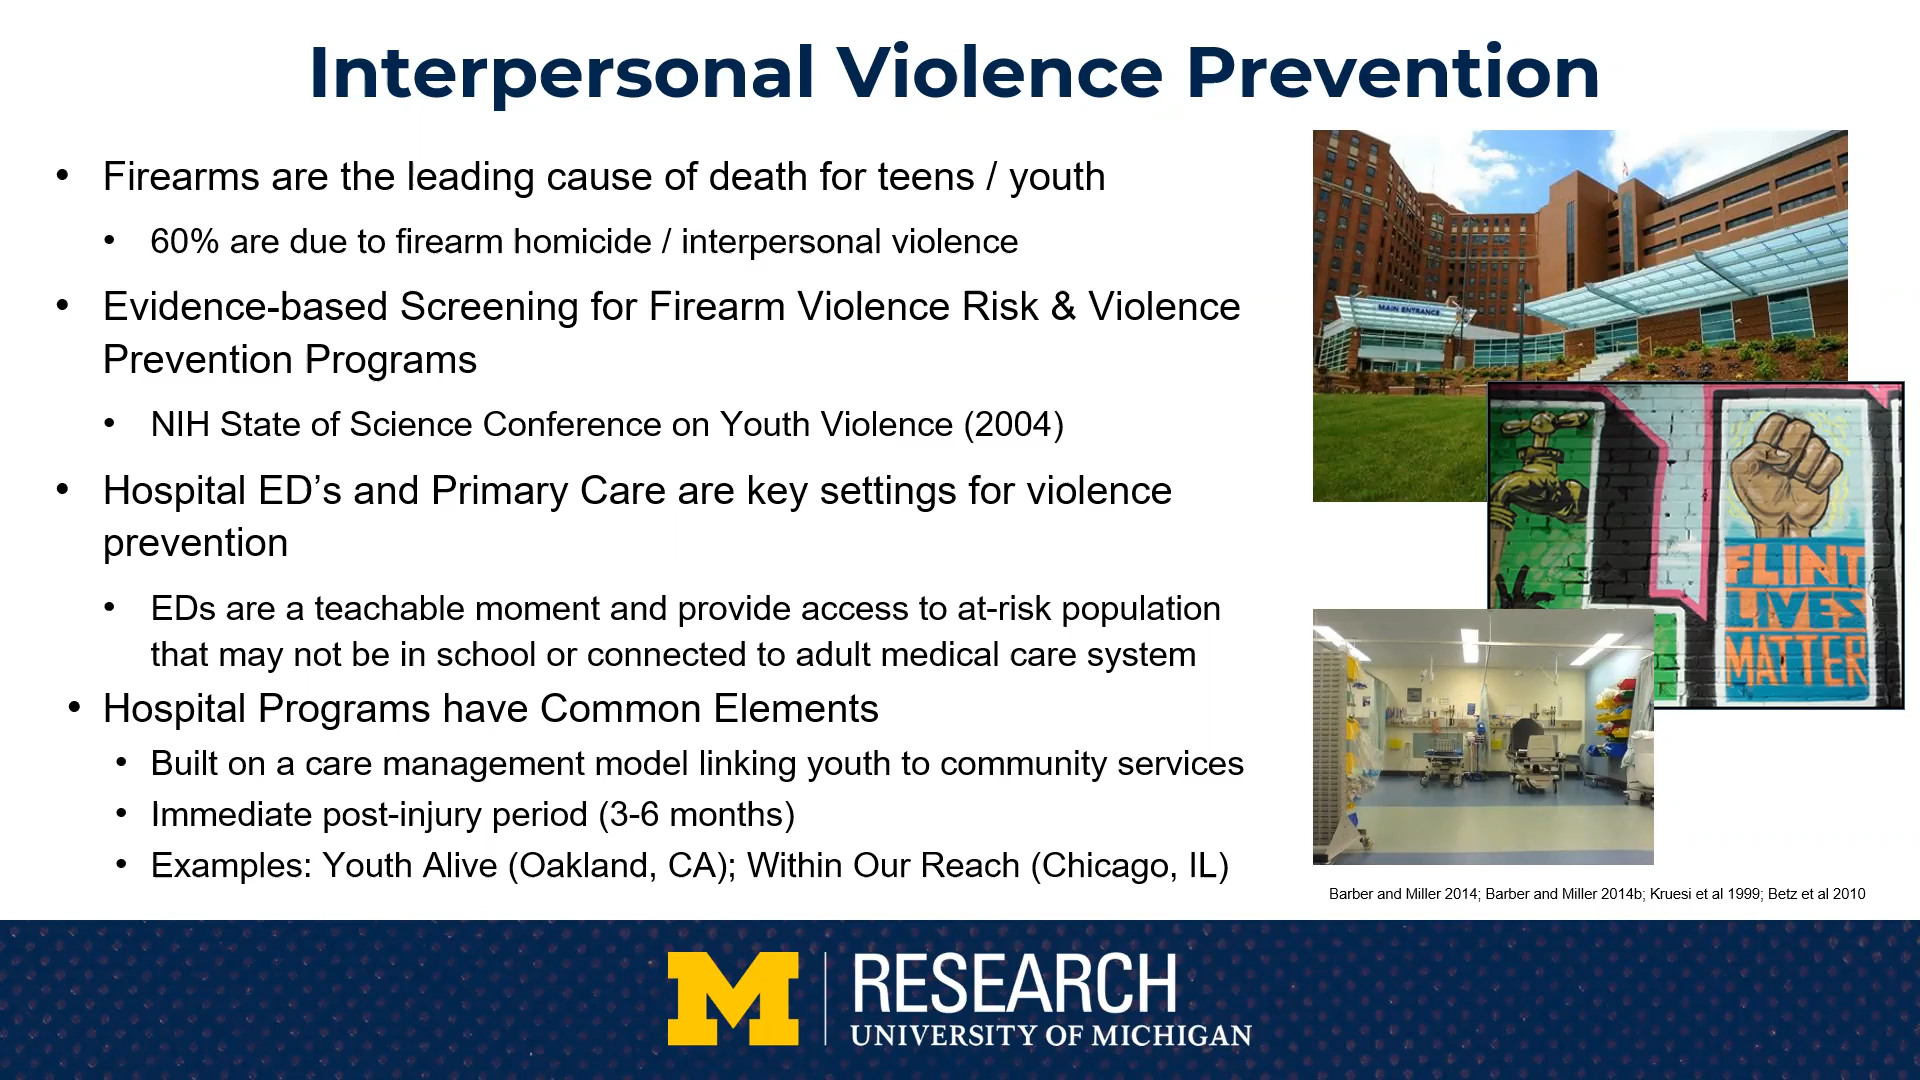 Interpersonal Violence Prevention
• Firearms are the leading cause of death for teens / youth
• 60% are due to firearm homicide / interpersonal violence
• Evidence-based Screening for Firearm Violence Risk & Violence
Prevention Programs
• NIH State of Science Conference on Youth Violence (2004)
• Hospital ED’s and Primary Care are key settings for violence
prevention
• EDs are a teachable moment and provide access to at-risk population
that may not be in school or connected to adult medical care system
• Hospital Programs have Common Elements
• Built on a care management model linking youth to community services
• Immediate post-injury period (3-6 months)
• Examples: Youth Alive (Oakland, CA); Within Our Reach (Chicago, IL)
MAIN ENTRANCE
FLINT
LIVES
MATTER
Barber and Miller 2014; Barber and Miller 2014b; Kruesi et al 1999; Betz et al 2010
M
RESEARCH
UNIVERSITY OF MICHIGAN